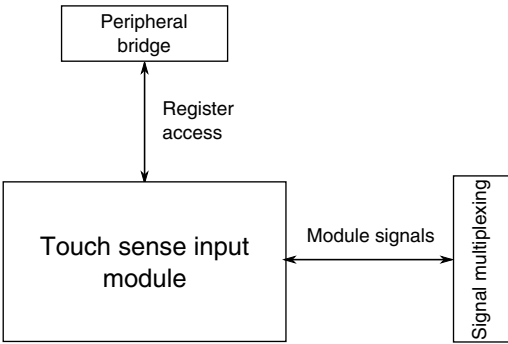 Peripheral
bridge
Register
access
Touch sense input
module
Module signals
Signal multiplexing